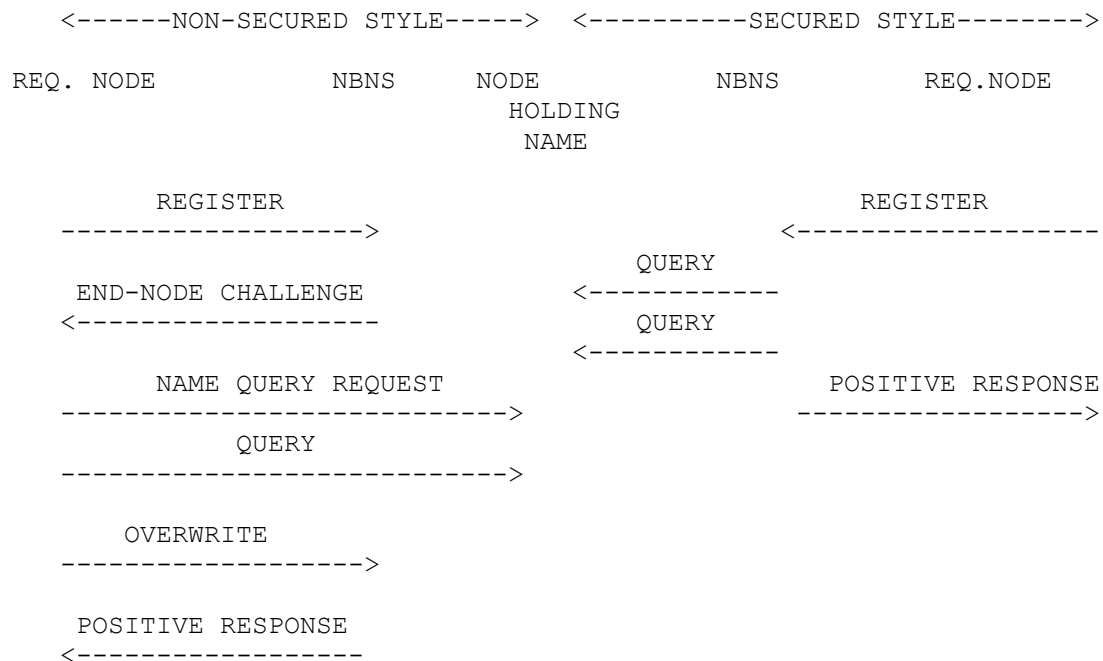 <------NON-SECURED STYLE-----> <----------SECURED STYLE-------->
REQ. NODE NBNS NODE NBNS REQ.NODE
HOLDING
NAME
REGISTER REGISTER
-------------------> <-------------------
QUERY
END-NODE CHALLENGE <------------
<------------------- QUERY
<------------
NAME QUERY REQUEST POSITIVE RESPONSE
----------------------------> ------------------>
QUERY
---------------------------->
OVERWRITE
------------------->
POSITIVE RESPONSE
<------------------